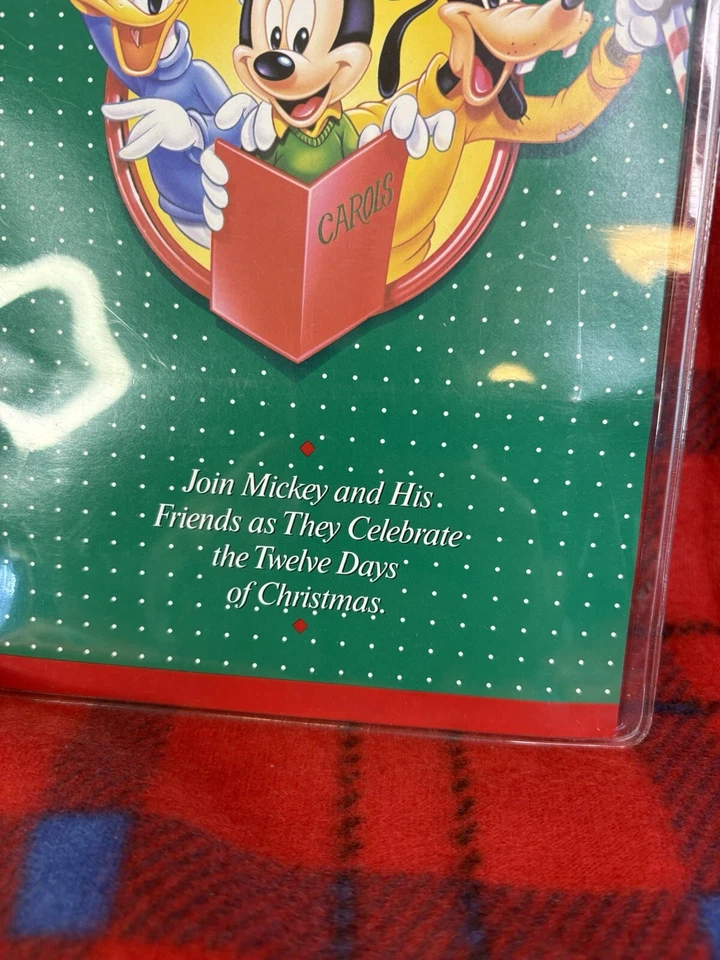 CAROLS
Join Mickey and His
Friends as They Celebrate
the Twelve Days
of Christmas.